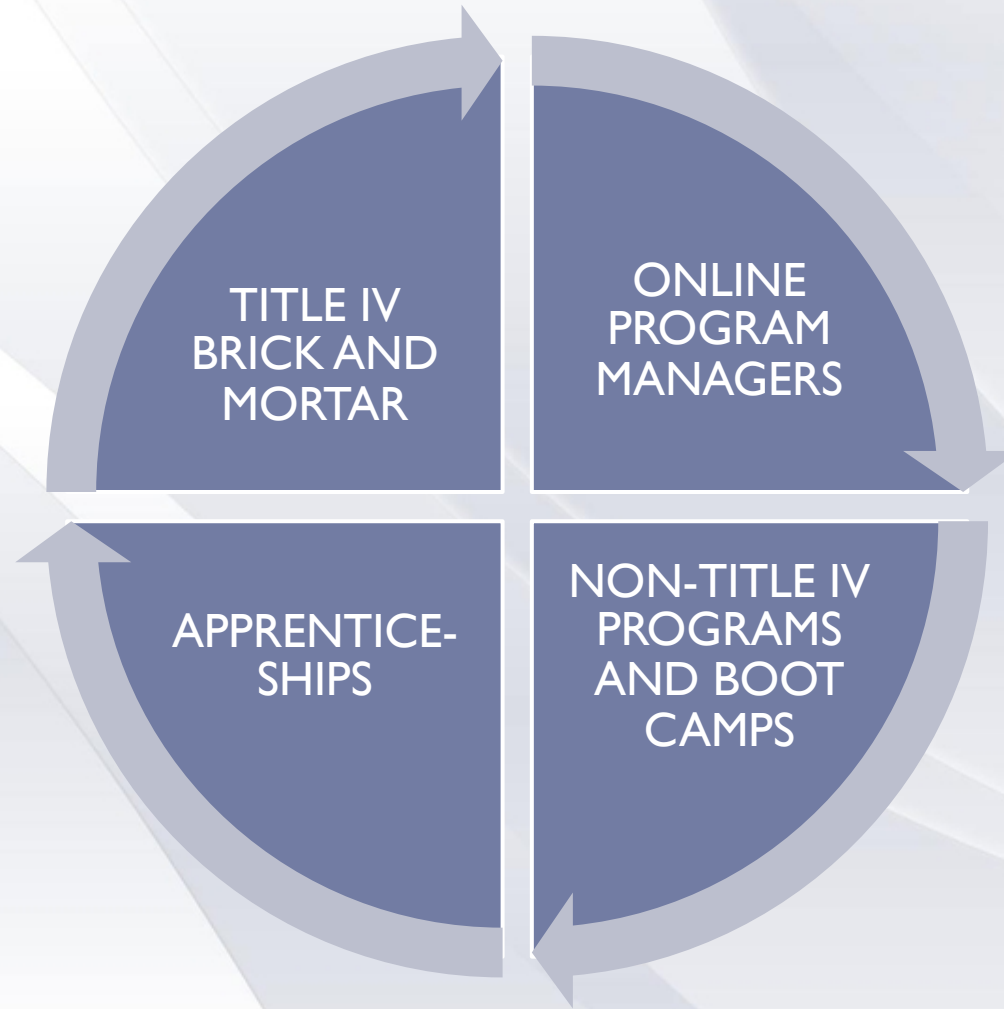 TITLE IV
BRICK AND
MORTAR
ONLINE
PROGRAM
MANAGERS
APPRENTICE-
SHIPS
NON-TITLE IV
PROGRAMS
AND BOOT
CAMPS